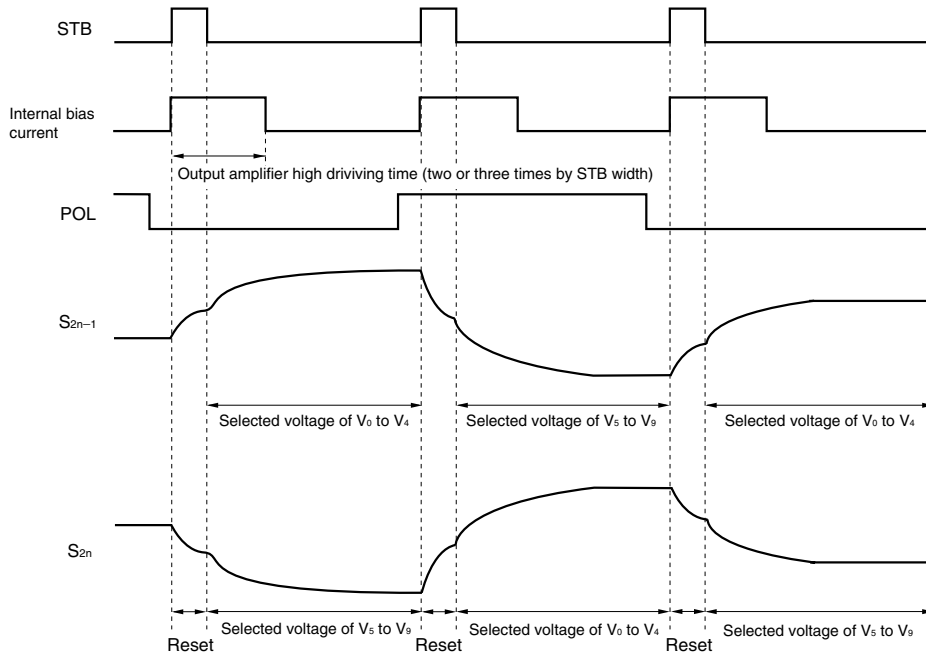 STB
Internal bias
current
Output amplifier high driviving time (two or three times by STB width)
POL
S2n−1
Selected voltage of V0 to V4
Selected voltage of V5 to V9
Selected voltage of V0 to V4
S2n
Selected voltage of V5 to V9
Selected voltage of V0 to V4
Selected voltage of V5 to V9
Reset
Reset
Reset